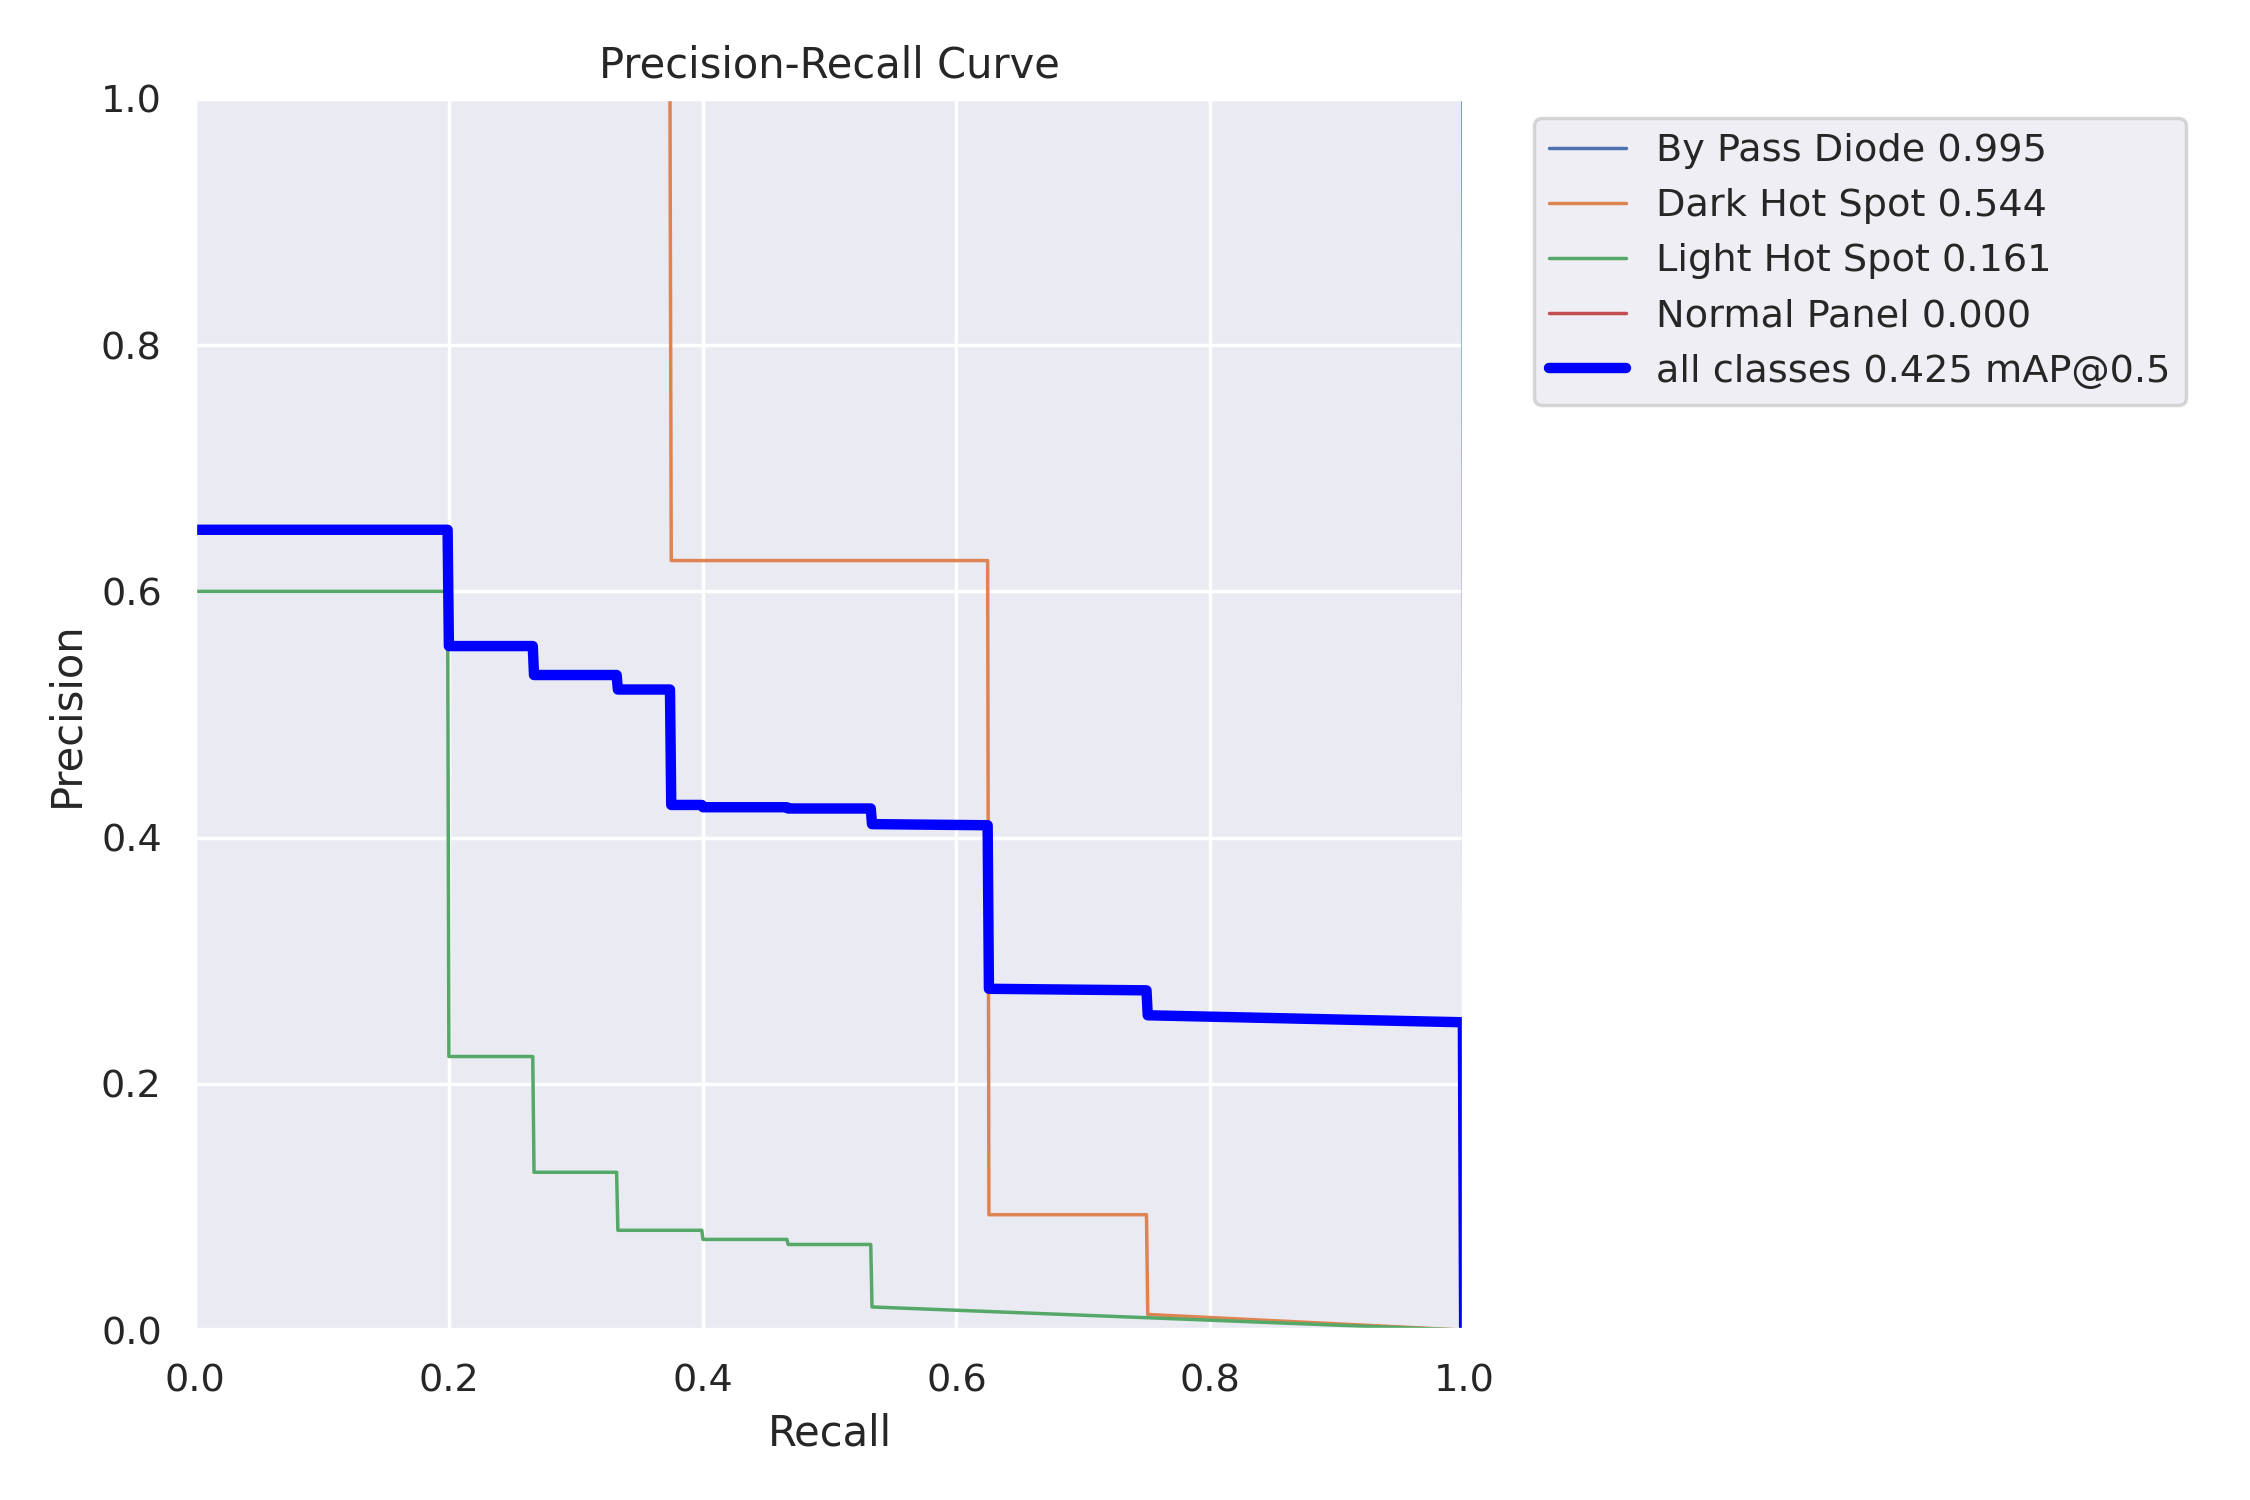 Precision-Recall Curve
1.0
0.8
0.6
0.4
0.2
0.0
Precision
0.0 0.2 0.4 0.6 0.8 1.0
Recall
By Pass Diode 0.995
Dark Hot Spot 0.544
Light Hot Spot 0.161
Normal Panel 0.000
all classes 0.425 mAP@0.5